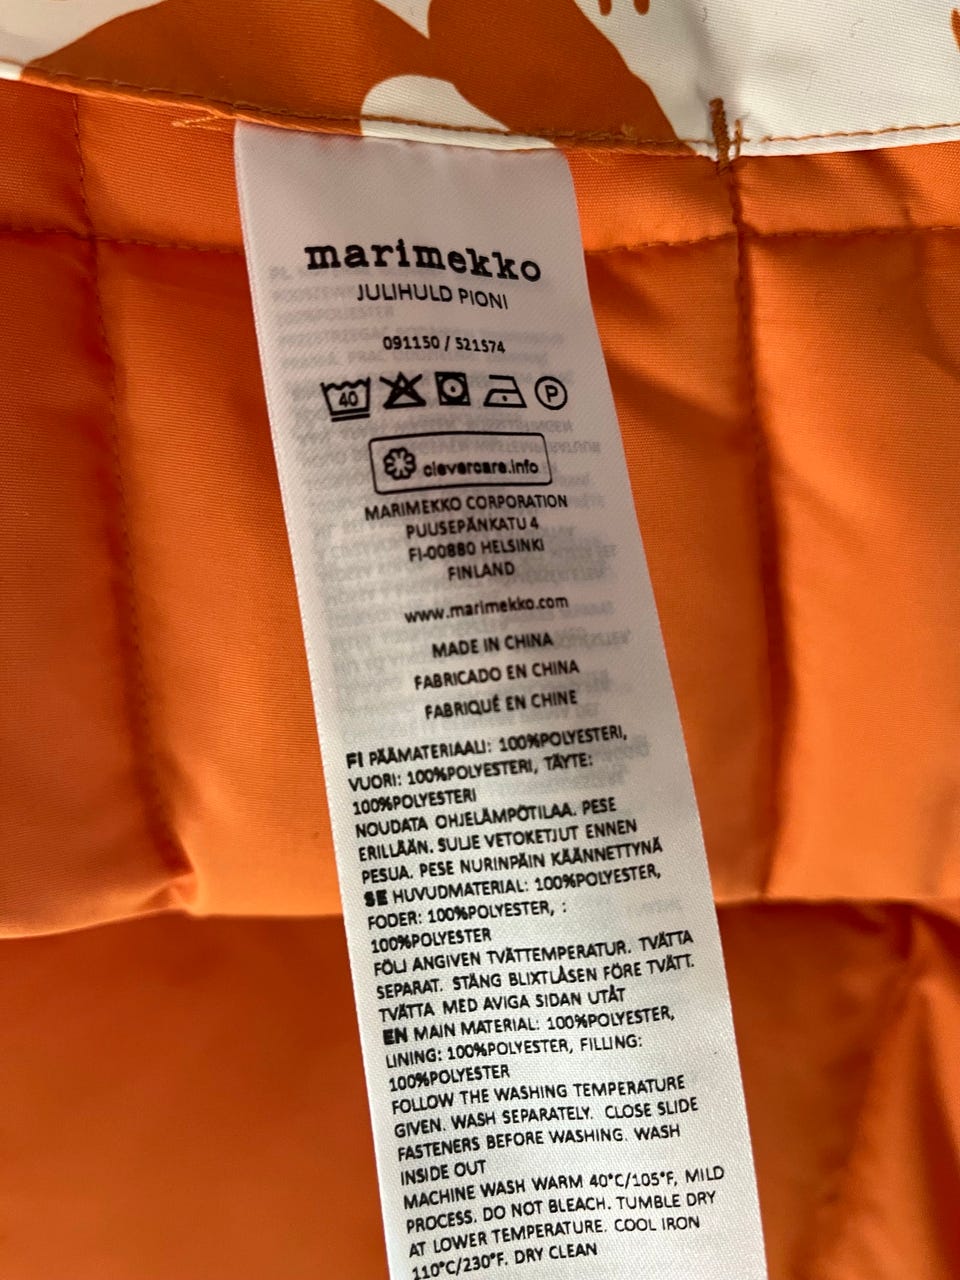 marimekko
JULIHULD PIONI
091150 / 521574
40 P
clevercare.info
MARIMEKKO CORPORATION
PUUSEPÄNKATU 4
FI-00880 HELSINKI
FINLAND
www.marimekko.com
MADE IN CHINA
FABRICADO EN CHINA
FABRIQUÉ EN CHINE
FI PÄÄMATERIAALI: 100%POLYESTERI,
VUORI: 100%POLYESTERI, TÄYTE:
100%POLYESTERI
NOUDATA OHJELÄMPÖTILAA. PESE
ERILLÄÄN. SULJE VETOKETJUT ENNEN
PESUA. PESE NURINPÄIN KÄÄNNETTYNÄ
SE HUVUDMATERIAL: 100%POLYESTER,
FODER: 100%POLYESTER, :
100%POLYESTER
FÖLJ ANGIVEN TVÄTTEMPERATUR. TVÄTTA
SEPARAT. STÄNG BLIXTLÅSEN FÖRE TVÄTT.
TVÄTTA MED AVIGA SIDAN UTÅT
EN MAIN MATERIAL: 100%POLYESTER,
LINING: 100%POLYESTER, FILLING:
100%POLYESTER
FOLLOW THE WASHING TEMPERATURE
GIVEN. WASH SEPARATELY. CLOSE SLIDE
FASTENERS BEFORE WASHING. WASH
INSIDE OUT
MACHINE WASH WARM 40°C/105°F, MILD
PROCESS. DO NOT BLEACH. TUMBLE DRY
AT LOWER TEMPERATURE. COOL IRON
110°C/230°F. DRY CLEAN